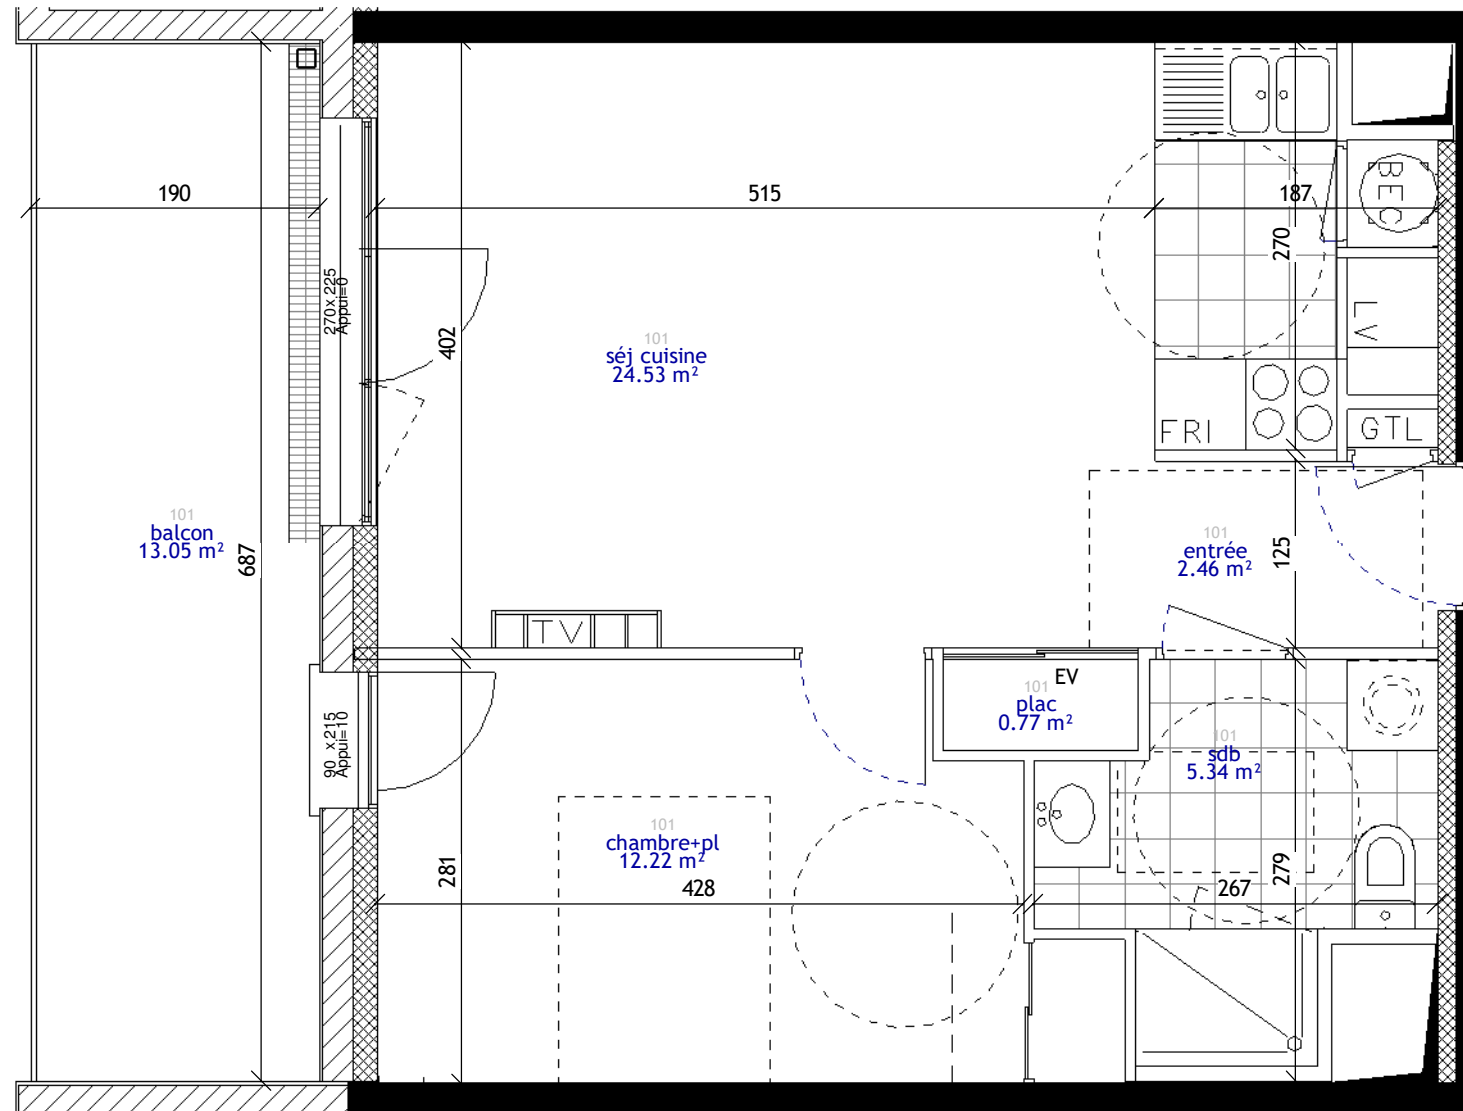 190
515
187
BEC
270
270x225
Appui=0
LV
402
101
séj cuisine
24.53 m²
FRI
GTL
101
balcon
13.05 m²
687
101
entrée
2.46 m²
125
TV
EV
101
plac
0.77 m²
90 x215
Appui=10
101
sdb
5.34 m²
101
chambre+pl
12.22 m²
281
428
279
267